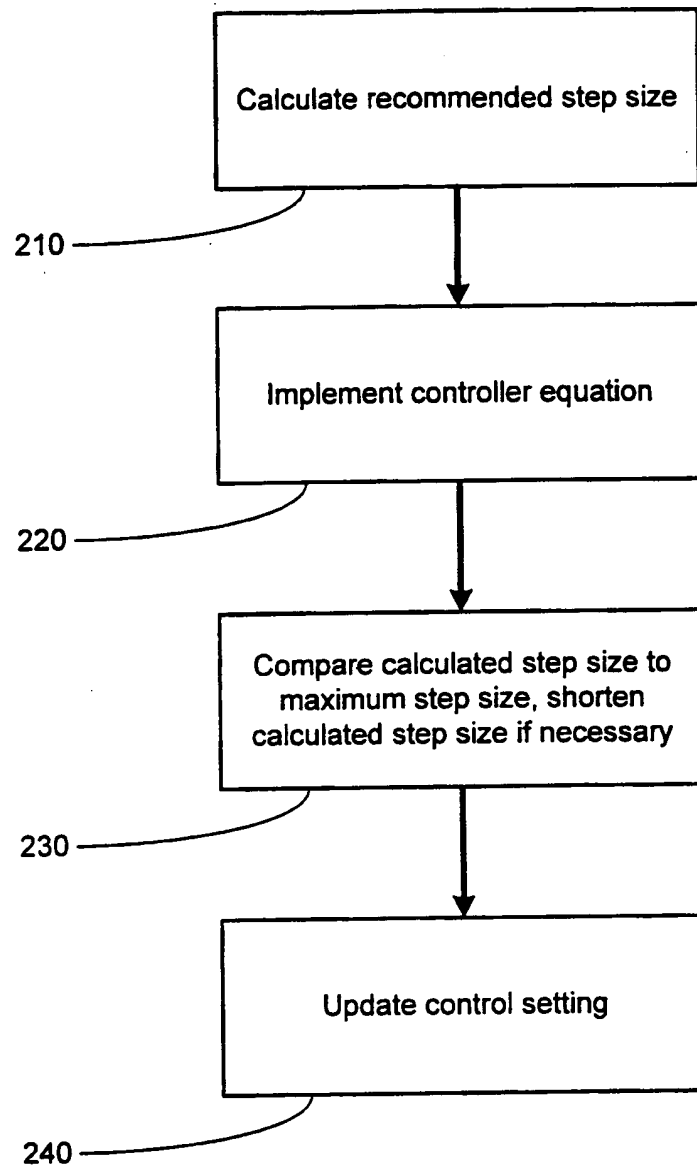 Calculate recommended step size
210
Implement controller equation
220
Compare calculated step size to
maximum step size, shorten
calculated step size if necessary
230
Update control setting
240